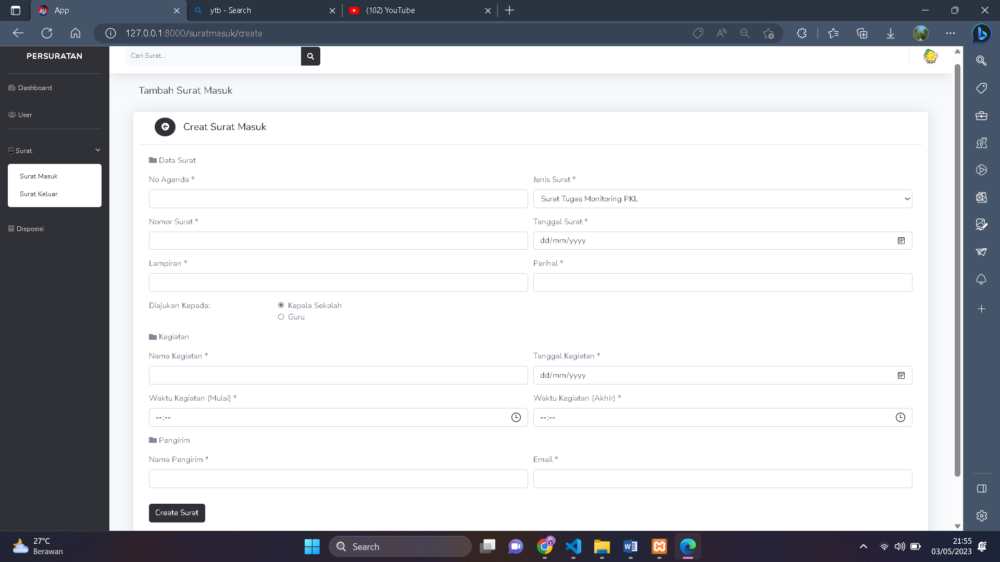 App
ytb - Search
(102) YouTube
127.0.0.1:8000/suratmasuk/create
PERSURATAN
Cari Surat...
Dashboard
User
Surat
Surat Masuk
Surat Keluar
Disposisi
Tambah Surat Masuk
Creat Surat Masuk
Data Surat
No Agenda *
Jenis Surat *
Surat Tugas Monitoring PKL
Nomor Surat *
Tanggal Surat *
dd/mm/yyyy
Lampiran *
Perihal *
Diajukan Kepada:
Kepala Sekolah
Guru
Kegiatan
Nama Kegiatan *
Tanggal Kegiatan *
dd/mm/yyyy
Waktu Kegiatan (Mulai) *
Waktu Kegiatan (Akhir) *
--:--
--:--
Pengirim
Nama Pengirim *
Email *
Create Surat
27°C
Berawan
Search
21:55
03/05/2023